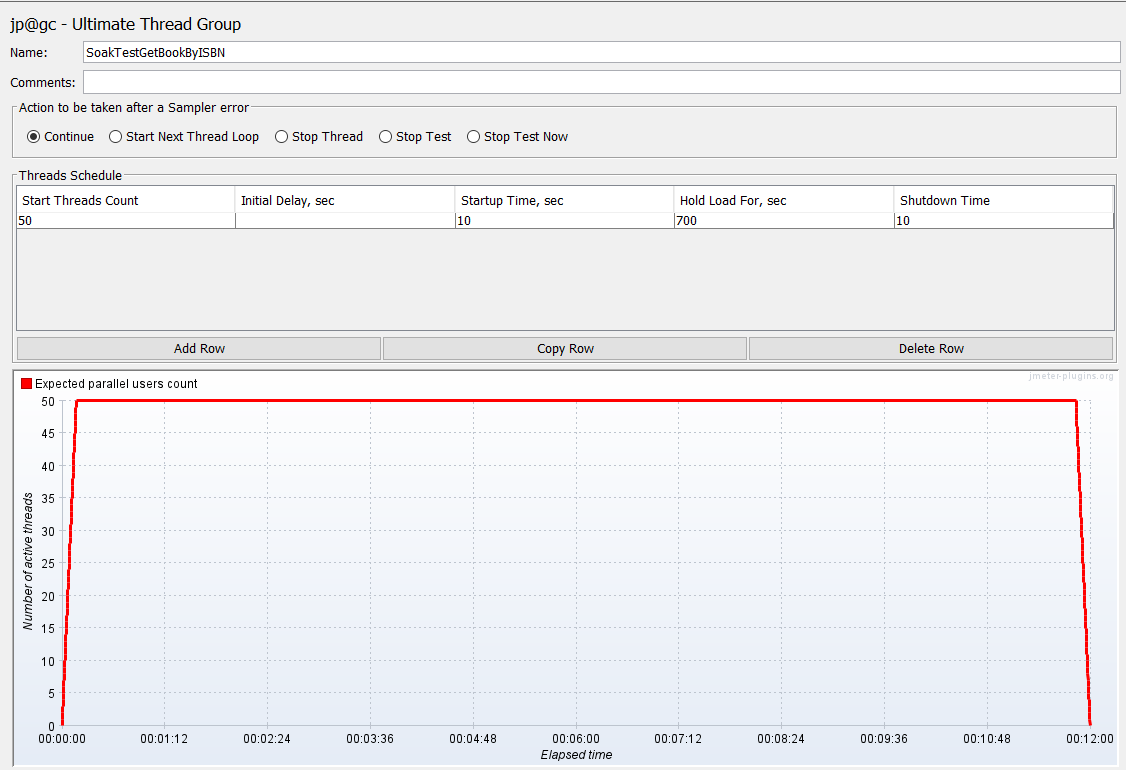 jp@gc - Ultimate Thread Group
Name: SoakTestGetBookByISBN
Comments:
Action to be taken after a Sampler error
Continue Start Next Thread Loop Stop Thread Stop Test Stop Test Now
Threads Schedule
Start Threads Count Initial Delay, sec Startup Time, sec Hold Load For, sec Shutdown Time
50 10 700 10
Add Row Copy Row Delete Row
jmeter-plugins.org
Expected parallel users count
50
45
40
35
30
25
20
15
10
5
0
Number of active threads
00:00:00 00:01:12 00:02:24 00:03:36 00:04:48 00:06:00 00:07:12 00:08:24 00:09:36 00:10:48 00:12:00
Elapsed time